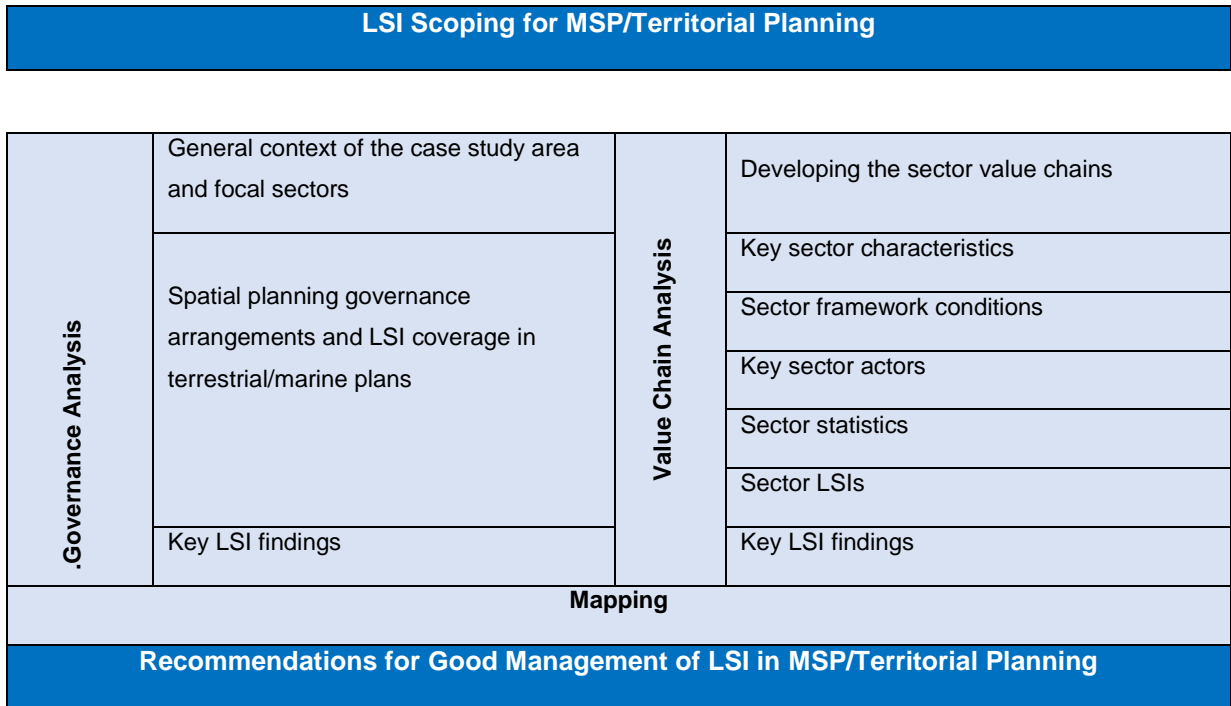 LSI Scoping for MSP/Territorial Planning
.Governance Analysis
General context of the case study area
and focal sectors
Spatial planning governance
arrangements and LSI coverage in
terrestrial/marine plans
Key LSI findings
Value Chain Analysis
Developing the sector value chains
Key sector characteristics
Sector framework conditions
Key sector actors
Sector statistics
Sector LSIs
Key LSI findings
Mapping
Recommendations for Good Management of LSI in MSP/Territorial Planning